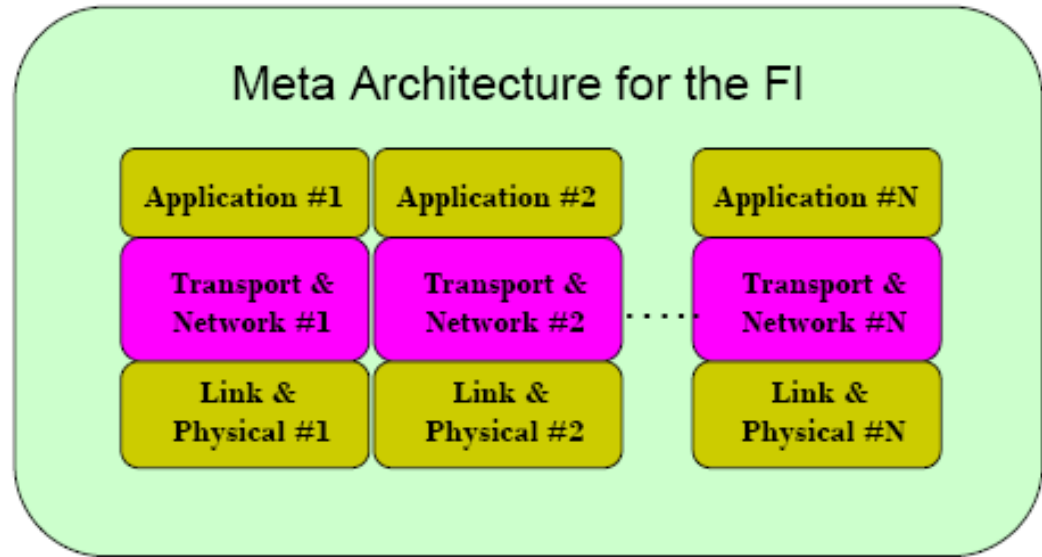 Meta Architecture for the FI
Application #1
Application #2
Application #N
Transport &
Network #1
Transport &
Network #2
.....
Transport &
Network #N
Link &
Physical #1
Link &
Physical #2
Link &
Physical #N